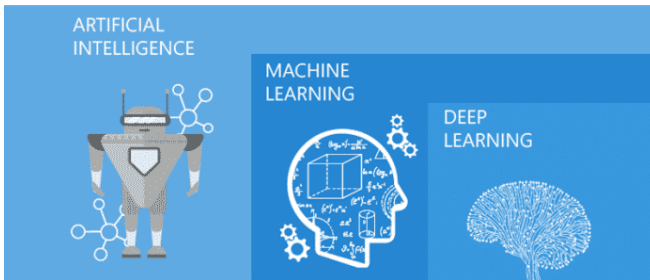 ARTIFICIAL
INTELLIGENCE
MACHINE
LEARNING
DEEP
LEARNING